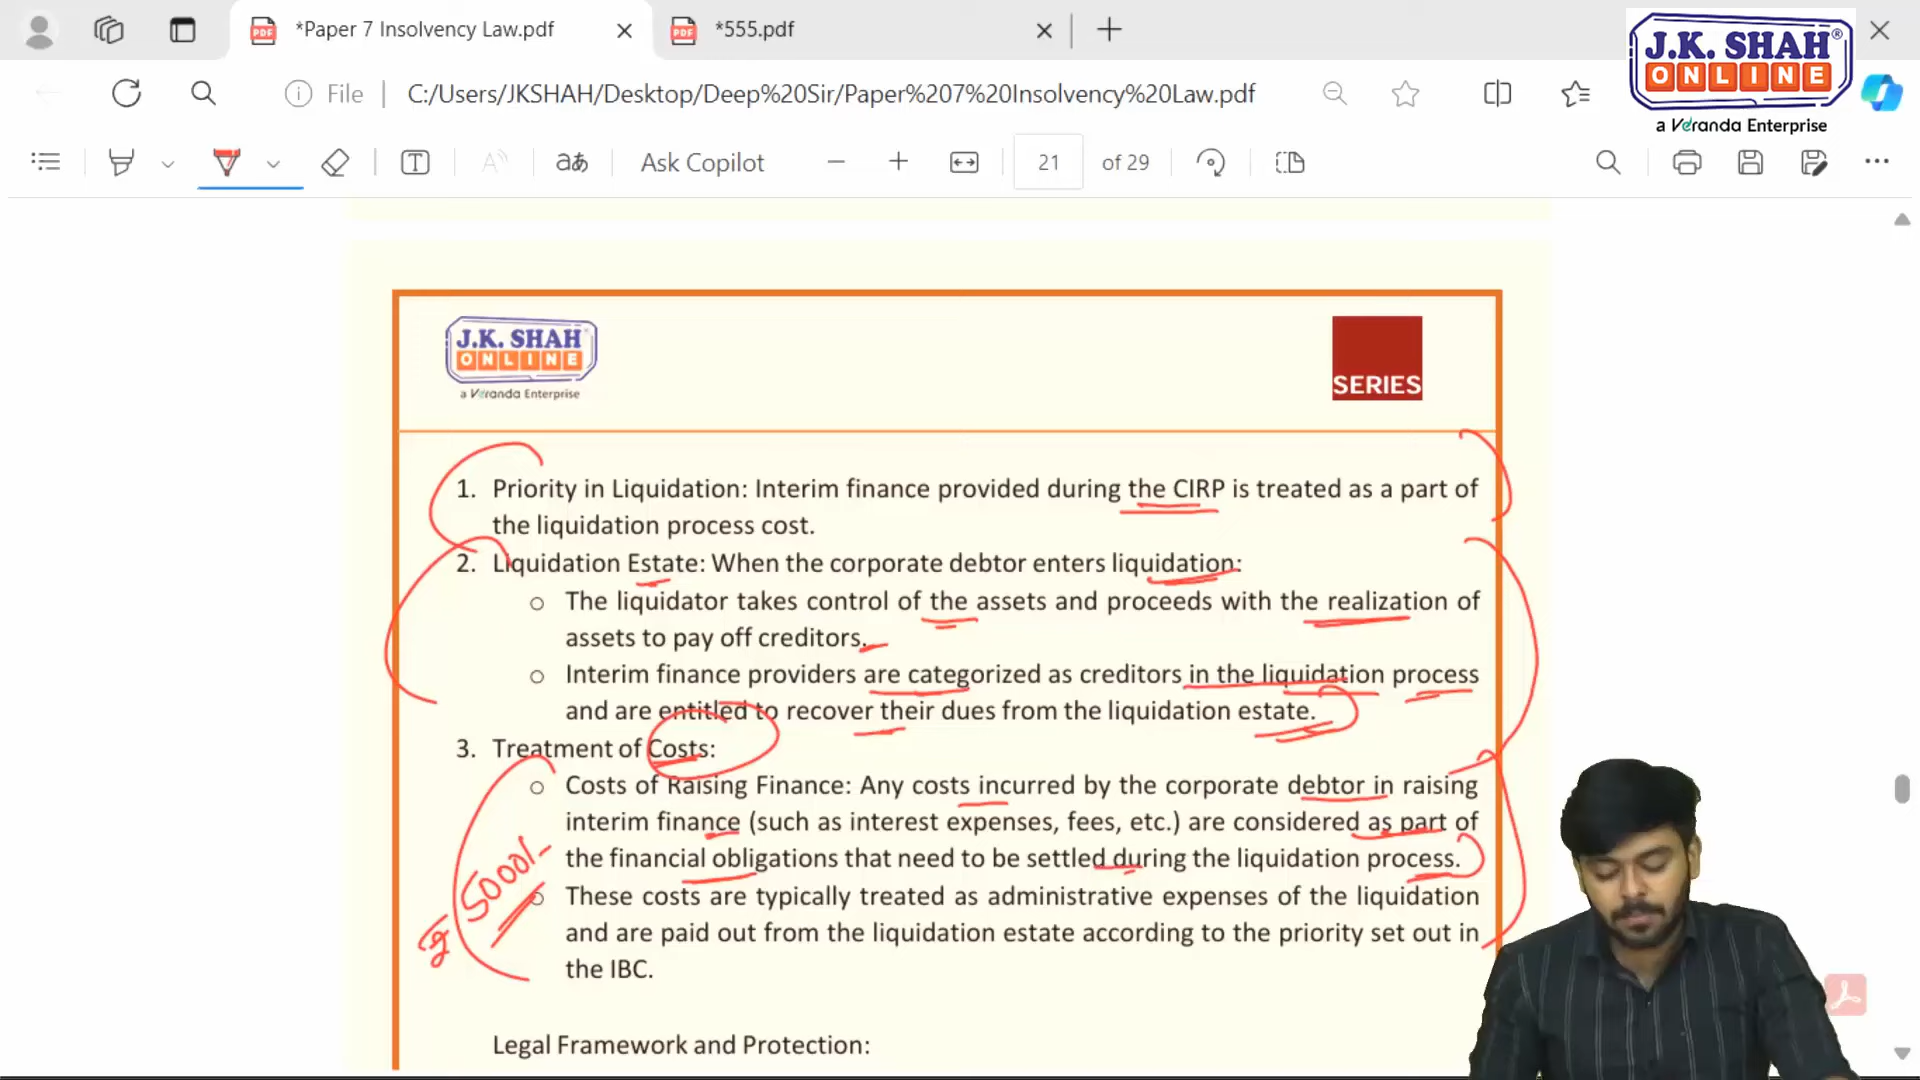 *Paper 7 Insolvency Law.pdf
*555.pdf
File
C:/Users/JKSHAH/Desktop/Deep%20Sir/Paper%207%20Insolvency%20Law.pdf
J.K. SHAH®
ONLINE
a Veranda Enterprise
aあ
Ask Copilot
21 of 29
J.K. SHAH
ONLINE
a Veranda Enterprise
SERIES
1. Priority in Liquidation: Interim finance provided during the CIRP is treated as a part of
the liquidation process cost.
2. Liquidation Estate: When the corporate debtor enters liquidation:
o The liquidator takes control of the assets and proceeds with the realization of
assets to pay off creditors.
o Interim finance providers are categorized as creditors in the liquidation process
and are entitled to recover their dues from the liquidation estate.
3. Treatment of Costs:
o Costs of Raising Finance: Any costs incurred by the corporate debtor in raising
interim finance (such as interest expenses, fees, etc.) are considered as part of
the financial obligations that need to be settled during the liquidation process.
5000/-
o These costs are typically treated as administrative expenses of the liquidation
and are paid out from the liquidation estate according to the priority set out in
the IBC.
Legal Framework and Protection: